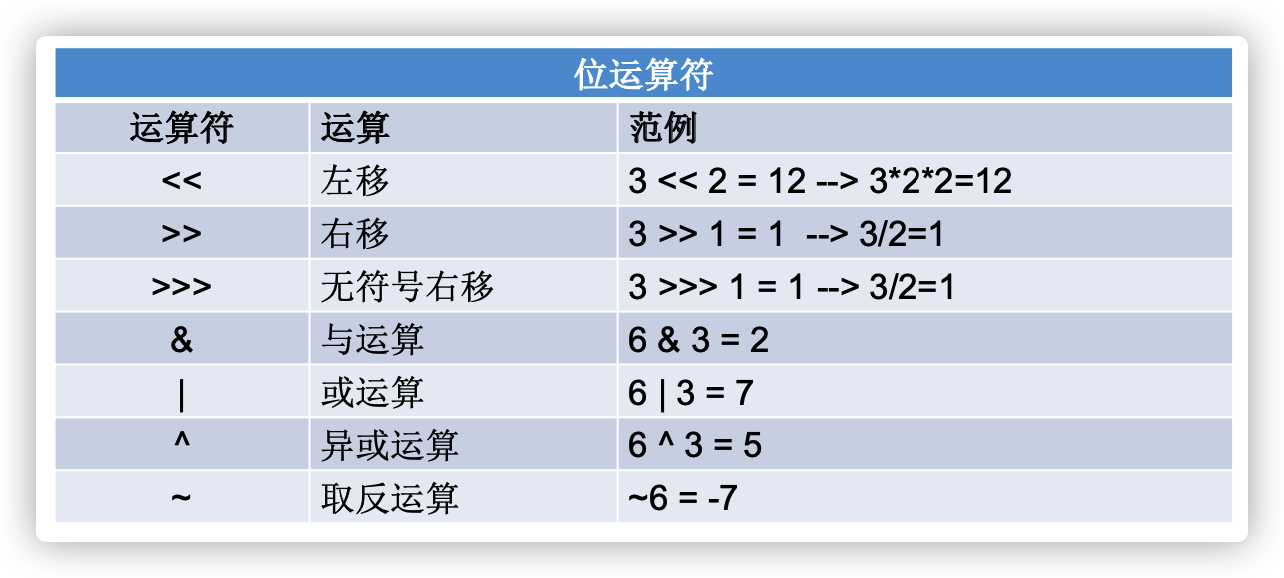 位运算符
运算符 运算 范例
<< 左移 3 << 2 = 12 --> 3*2*2=12
>> 右移 3 >> 1 = 1  --> 3/2=1
>>> 无符号右移 3 >>> 1 = 1 --> 3/2=1
& 与运算 6 & 3 = 2
| 或运算 6 | 3 = 7
^ 异或运算 6 ^ 3 = 5
~ 取反运算 ~6 = -7